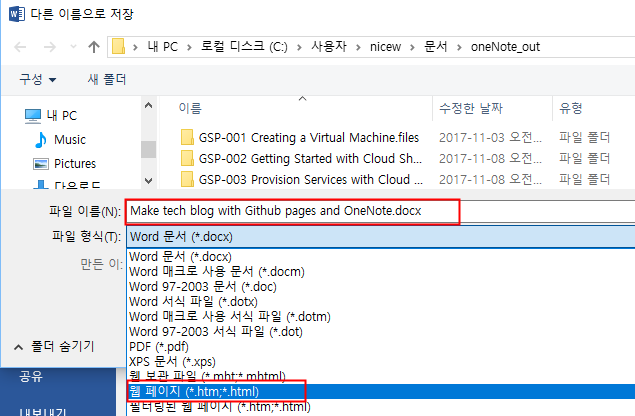 다른 이름으로 저장
내 PC > 로컬 디스크 (C:) > 사용자 > nicew > 문서 > oneNote_out
구성 새 폴더
이름 수정한 날짜 유형
내 PC
Music
Pictures
다운로드
GSP-001 Creating a Virtual Machine.files 2017-11-03 오전... 파일 폴더
GSP-002 Getting Started with Cloud Sh... 2017-11-08 오전... 파일 폴더
GSP-003 Provision Services with Cloud ... 2017-11-08 오전... 파일 폴더
파일 이름(N): Make tech blog with Github pages and OneNote.docx
파일 형식(T): Word 문서 (*.docx)
만든 이:
Word 문서 (*.docx)
Word 매크로 사용 문서 (*.docm)
Word 97-2003 문서 (*.doc)
Word 서식 파일 (*.dotx)
Word 매크로 사용 서식 파일 (*.dotm)
Word 97-2003 서식 파일 (*.dot)
PDF (*.pdf)
XPS 문서 (*.xps)
웹 보관 파일 (*.mht;*.mhtml)
웹 페이지 (*.htm;*.html)
필터링된 웹 페이지 (*.htm;*.html)
폴더 숨기기
공유
내보내기